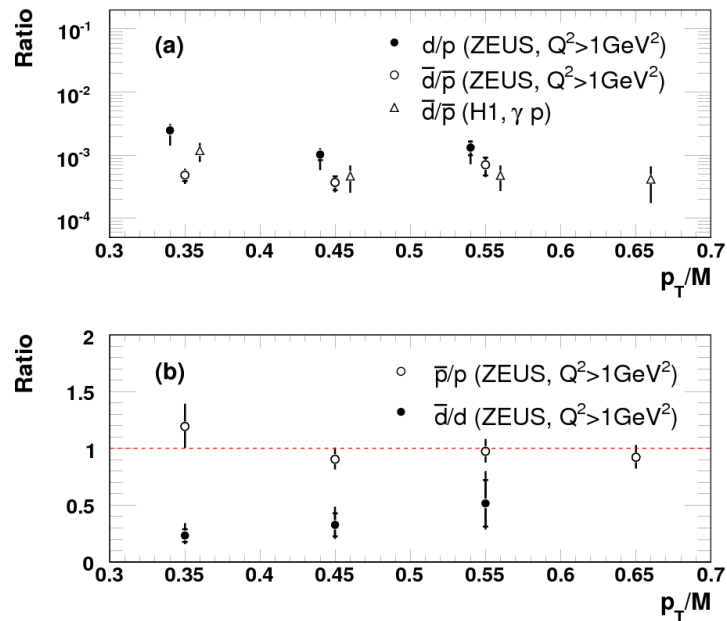 Ratio
10⁻¹
10⁻²
10⁻³
10⁻⁴
(a)
d/p (ZEUS, Q²>1GeV²)
d̅/p̅ (ZEUS, Q²>1GeV²)
d̅/p̅ (H1, γ p)
0.3 0.35 0.4 0.45 0.5 0.55 0.6 0.65 0.7
p_T/M
Ratio
2
1.5
1
0.5
0
(b)
p̅/p (ZEUS, Q²>1GeV²)
d̅/d (ZEUS, Q²>1GeV²)
0.3 0.35 0.4 0.45 0.5 0.55 0.6 0.65 0.7
p_T/M